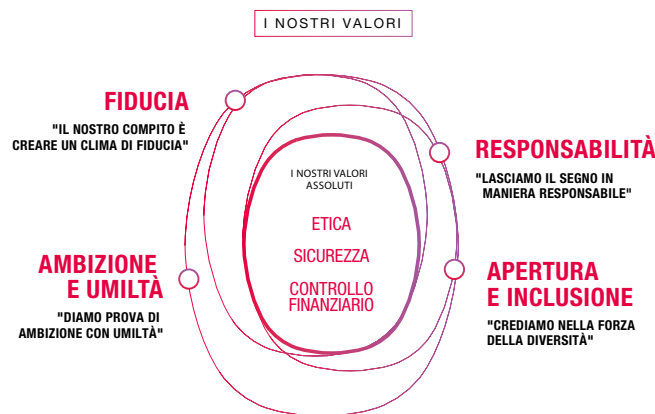 I NOSTRI VALORI
FIDUCIA
"IL NOSTRO COMPITO È
CREARE UN CLIMA DI FIDUCIA"
RESPONSABILITÀ
"LASCIAMO IL SEGNO IN
MANIERA RESPONSABILE"
I NOSTRI VALORI
ASSOLUTI
ETICA
SICUREZZA
CONTROLLO
FINANZIARIO
AMBIZIONE
E UMILTÀ
"DIAMO PROVA DI
AMBIZIONE CON UMILTÀ"
APERTURA
E INCLUSIONE
"CREDIAMO NELLA FORZA
DELLA DIVERSITÀ"